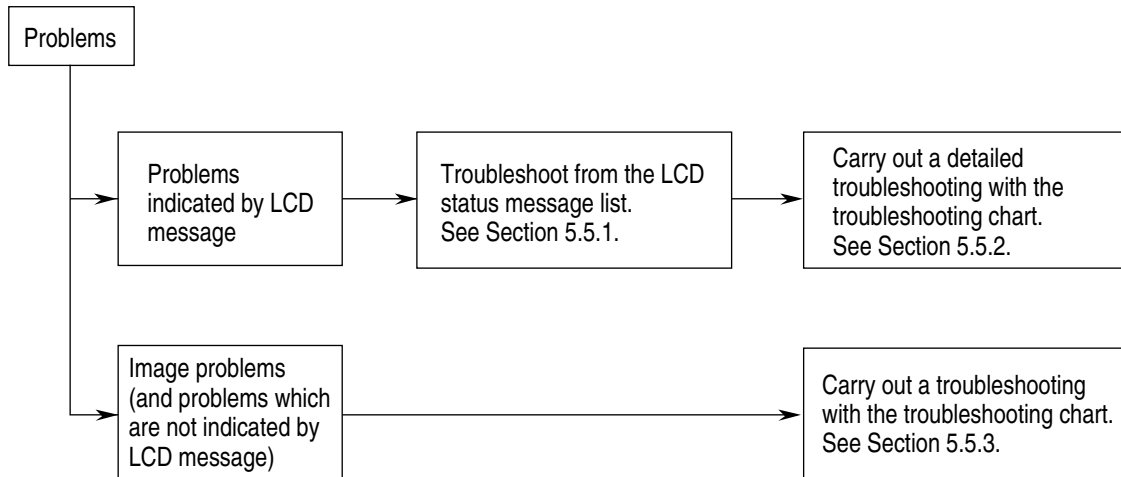 Problems
Problems
indicated by LCD
message
Troubleshoot from the LCD
status message list.
See Section 5.5.1.
Carry out a detailed
troubleshooting with the
troubleshooting chart.
See Section 5.5.2.
Image problems
(and problems which
are not indicated by
LCD message)
Carry out a troubleshooting
with the troubleshooting chart.
See Section 5.5.3.